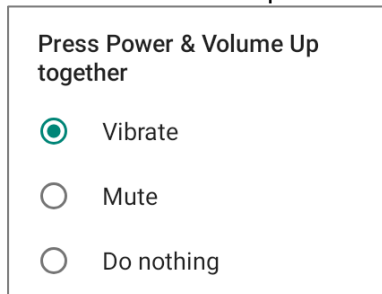 Press Power & Volume Up
together
Vibrate
Mute
Do nothing